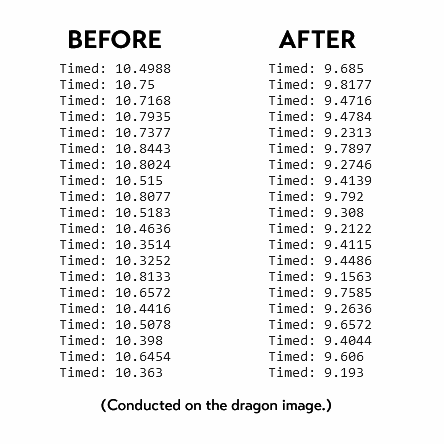 BEFORE AFTER
Timed: 10.4988 Timed: 9.685
Timed: 10.75 Timed: 9.8177
Timed: 10.7168 Timed: 9.4716
Timed: 10.7935 Timed: 9.4784
Timed: 10.7377 Timed: 9.2313
Timed: 10.8443 Timed: 9.7897
Timed: 10.8024 Timed: 9.2746
Timed: 10.515 Timed: 9.4139
Timed: 10.8077 Timed: 9.792
Timed: 10.5183 Timed: 9.308
Timed: 10.4636 Timed: 9.2122
Timed: 10.3514 Timed: 9.4115
Timed: 10.3252 Timed: 9.4486
Timed: 10.8133 Timed: 9.1563
Timed: 10.6572 Timed: 9.7585
Timed: 10.4416 Timed: 9.2636
Timed: 10.5078 Timed: 9.6572
Timed: 10.398 Timed: 9.4044
Timed: 10.6454 Timed: 9.606
Timed: 10.363 Timed: 9.193
(Conducted on the dragon image.)